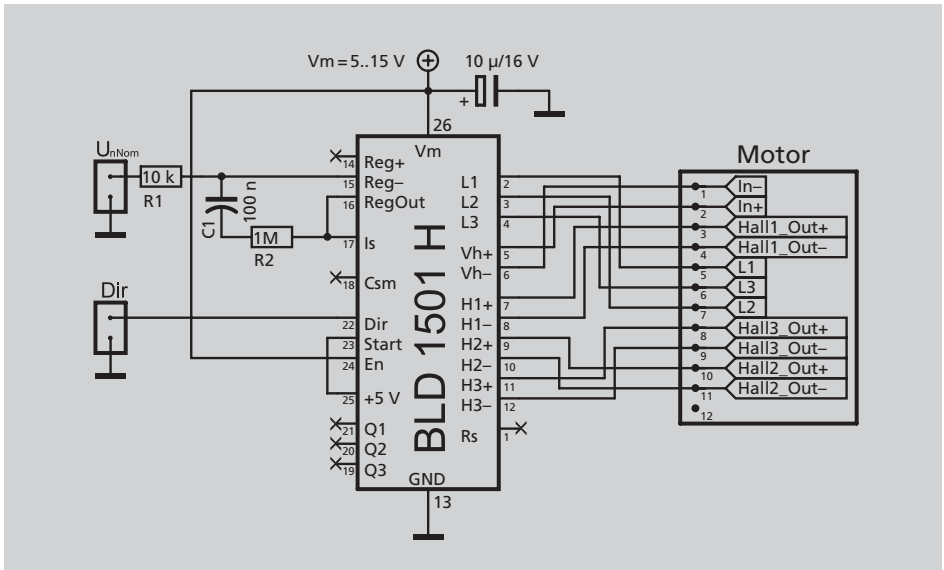 Vm=5..15 V
10 µ/16 V
+
26
Vm
UnNom
10 k
R1
C1
100 n
1M
R2
Dir
14
15
16
17
18
22
23
24
25
21
20
19
Reg+
Reg–
RegOut
Is
Csm
Dir
Start
En
+5 V
Q1
Q2
Q3
BLD 1501 H
L1
L2
L3
Vh+
Vh–
H1+
H1–
H2+
H2–
H3+
H3–
Rs
GND
13
2
3
4
5
6
7
8
9
10
11
12
1
Motor
1
In–
2
In+
3
Hall1_Out+
4
Hall1_Out–
5
L1
6
L3
7
L2
8
Hall3_Out+
9
Hall3_Out–
10
Hall2_Out+
11
Hall2_Out–
12